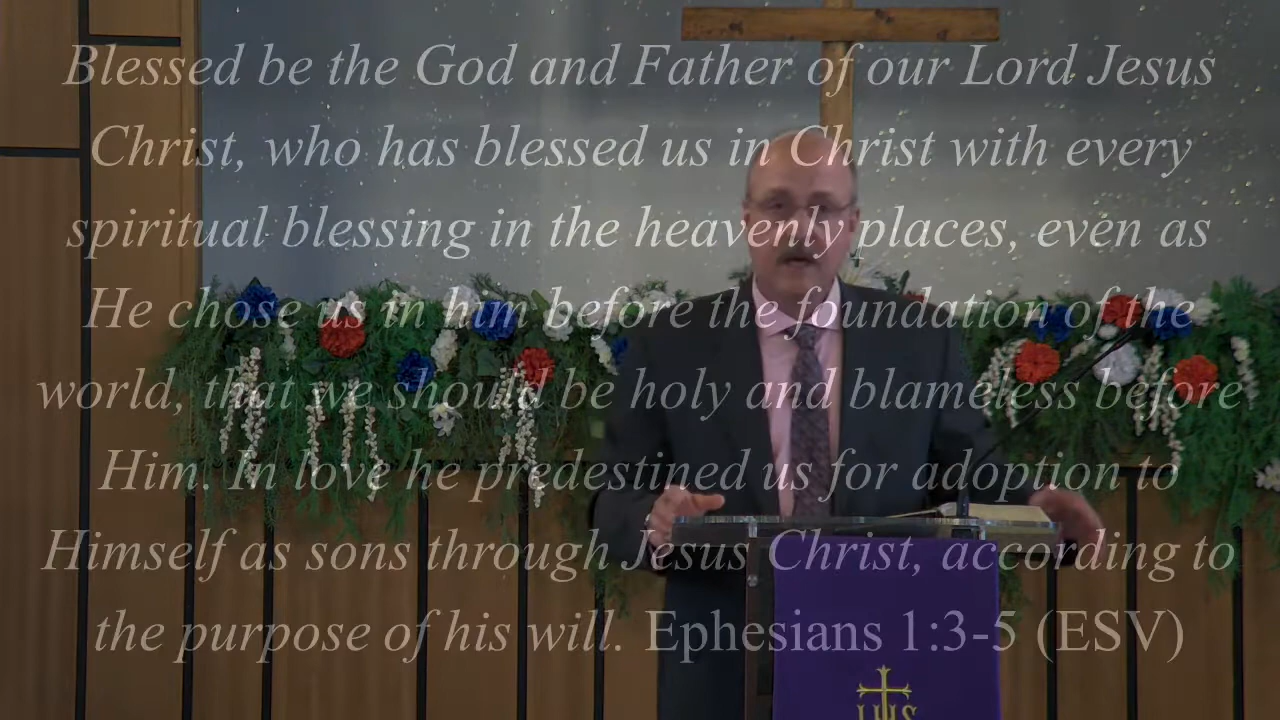 Blessed be the God and Father of our Lord Jesus
Christ, who has blessed us in Christ with every
spiritual blessing in the heavenly places, even as
He chose us in him before the foundation of the
world, that we should be holy and blameless before
Him. In love he predestined us for adoption to
Himself as sons through Jesus Christ, according to
the purpose of his will. Ephesians 1:3-5 (ESV)
IHS